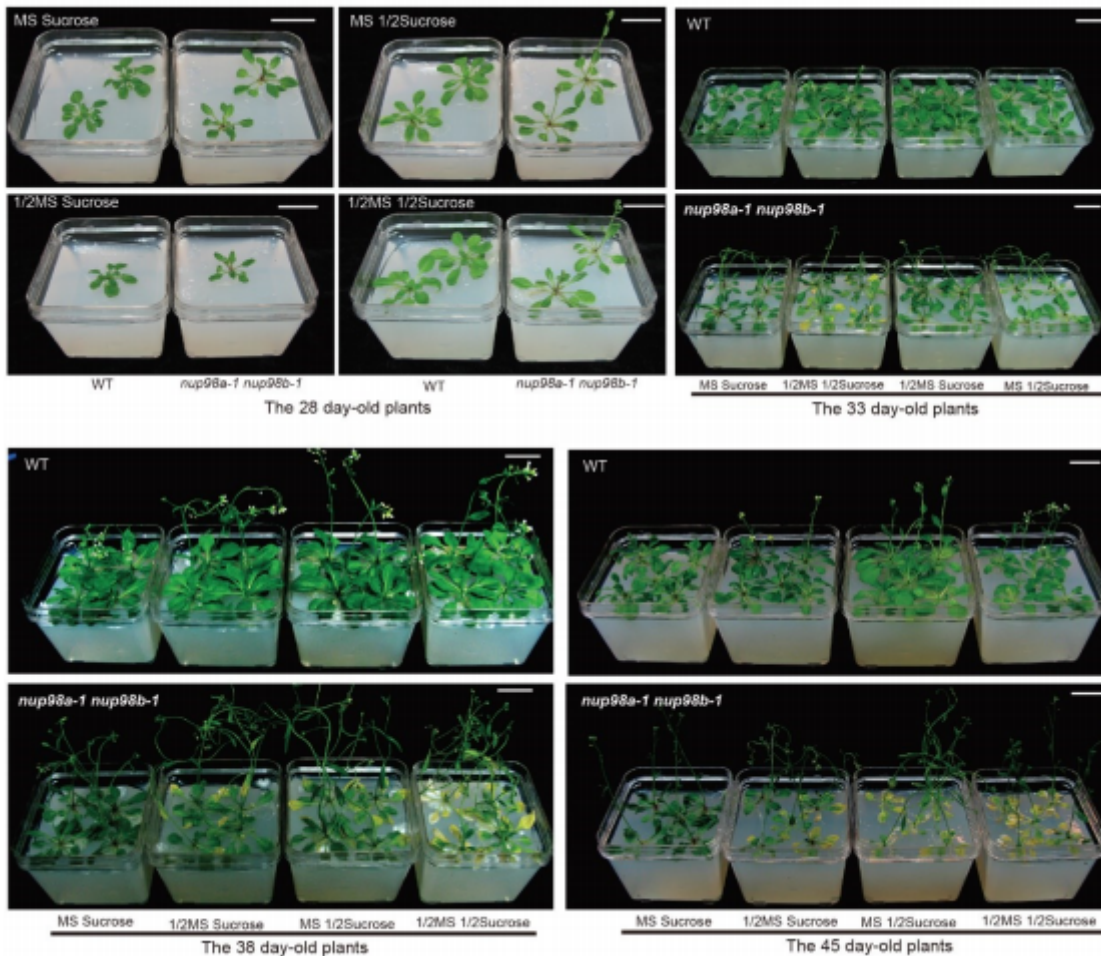 MS Sucrose
MS 1/2Sucrose
WT
1/2MS Sucrose
1/2MS 1/2Sucrose
nup98a-1 nup98b-1
WT
nup98a-1 nup98b-1
WT
nup98a-1 nup98b-1
MS Sucrose
1/2MS 1/2Sucrose
1/2MS Sucrose
MS 1/2Sucrose
The 28 day-old plants
The 33 day-old plants
WT
WT
nup98a-1 nup98b-1
nup98a-1 nup98b-1
MS Sucrose
1/2MS Sucrose
MS 1/2Sucrose
1/2MS 1/2Sucrose
MS Sucrose
1/2MS Sucrose
MS 1/2Sucrose
1/2MS 1/2Sucrose
The 38 day-old plants
The 45 day-old plants